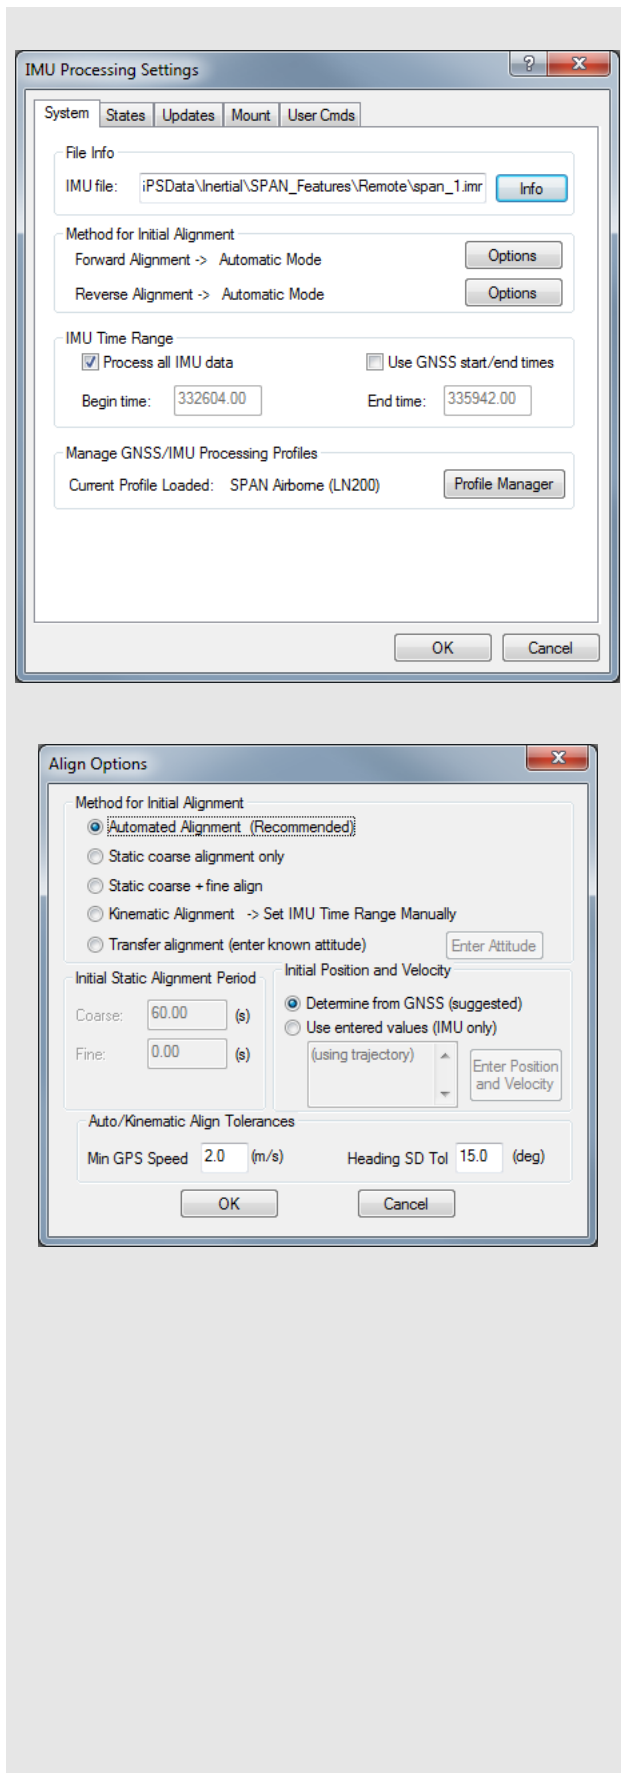 IMU Processing Settings
?
System States Updates Mount User Cmds
File Info
IMU file: iPSData\Inertial\SPAN_Features\Remote\span_1.imr Info
Method for Initial Alignment
Forward Alignment -> Automatic Mode Options
Reverse Alignment -> Automatic Mode Options
IMU Time Range
Process all IMU data Use GNSS start/end times
Begin time: 332604.00 End time: 335942.00
Manage GNSS/IMU Processing Profiles
Current Profile Loaded: SPAN Airborne (LN200) Profile Manager
OK Cancel
Align Options
Method for Initial Alignment
Automated Alignment (Recommended)
Static coarse alignment only
Static coarse + fine align
Kinematic Alignment -> Set IMU Time Range Manually
Transfer alignment (enter known attitude) Enter Attitude
Initial Static Alignment Period
Coarse: 60.00 (s)
Fine: 0.00 (s)
Initial Position and Velocity
Determine from GNSS (suggested)
Use entered values (IMU only)
(using trajectory)
Enter Position
and Velocity
Auto/Kinematic Align Tolerances
Min GPS Speed 2.0 (m/s) Heading SD Tol 15.0 (deg)
OK Cancel